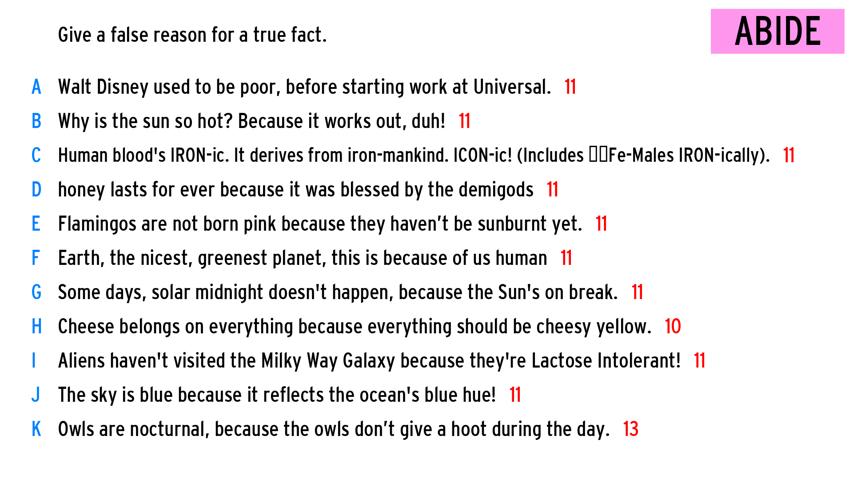 Give a false reason for a true fact.
ABIDE
A Walt Disney used to be poor, before starting work at Universal. 11
B Why is the sun so hot? Because it works out, duh! 11
C Human blood's IRON-ic. It derives from iron-mankind. ICON-ic! (Includes Fe-Males IRON-ically). 11
D honey lasts for ever because it was blessed by the demigods 11
E Flamingos are not born pink because they haven’t be sunburnt yet. 11
F Earth, the nicest, greenest planet, this is because of us human 11
G Some days, solar midnight doesn't happen, because the Sun's on break. 11
H Cheese belongs on everything because everything should be cheesy yellow. 10
I Aliens haven't visited the Milky Way Galaxy because they're Lactose Intolerant! 11
J The sky is blue because it reflects the ocean's blue hue! 11
K Owls are nocturnal, because the owls don’t give a hoot during the day. 13